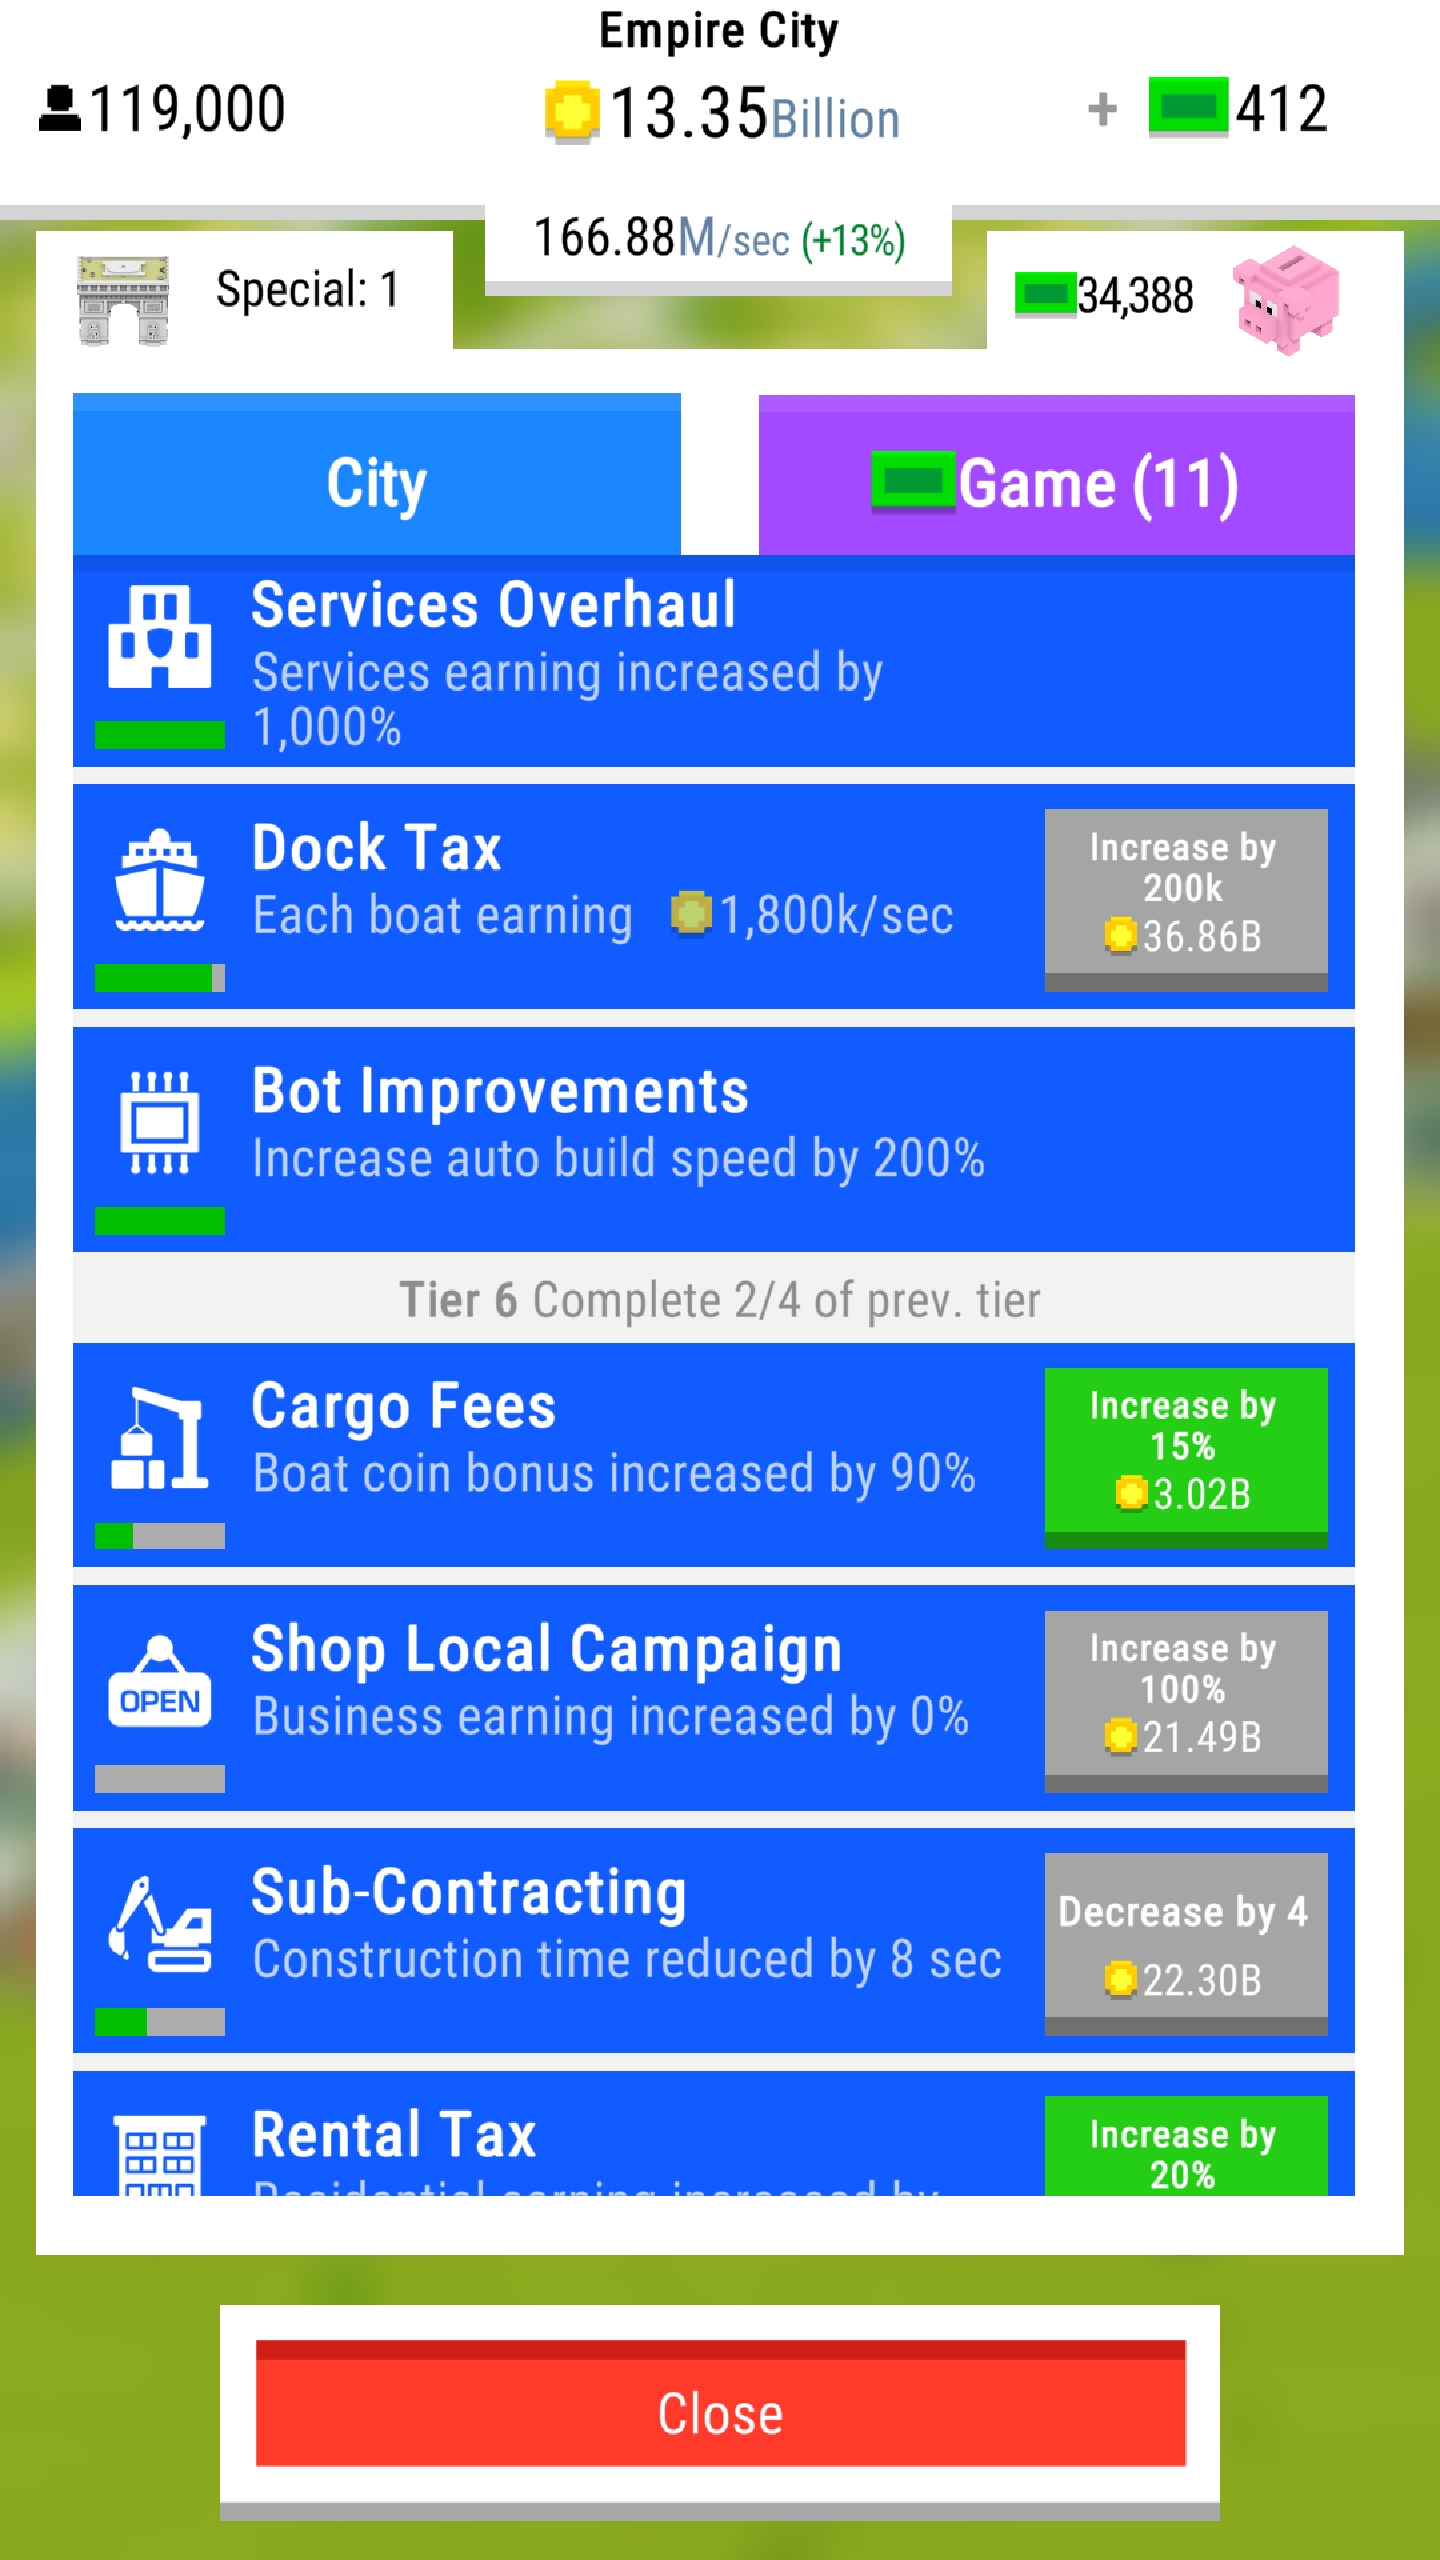 Empire City
119,000
13.35Billion
+ 412
166.88M/sec (+13%)
Special: 1
34,388
City
Game (11)
Services Overhaul
Services earning increased by
1,000%
Dock Tax
Each boat earning 1,800k/sec
Increase by
200k
36.86B
Bot Improvements
Increase auto build speed by 200%
Tier 6 Complete 2/4 of prev. tier
Cargo Fees
Boat coin bonus increased by 90%
Increase by
15%
3.02B
OPEN
Shop Local Campaign
Business earning increased by 0%
Increase by
100%
21.49B
Sub-Contracting
Construction time reduced by 8 sec
Decrease by 4
22.30B
Rental Tax
Residential earning increased by
Increase by
20%
Close